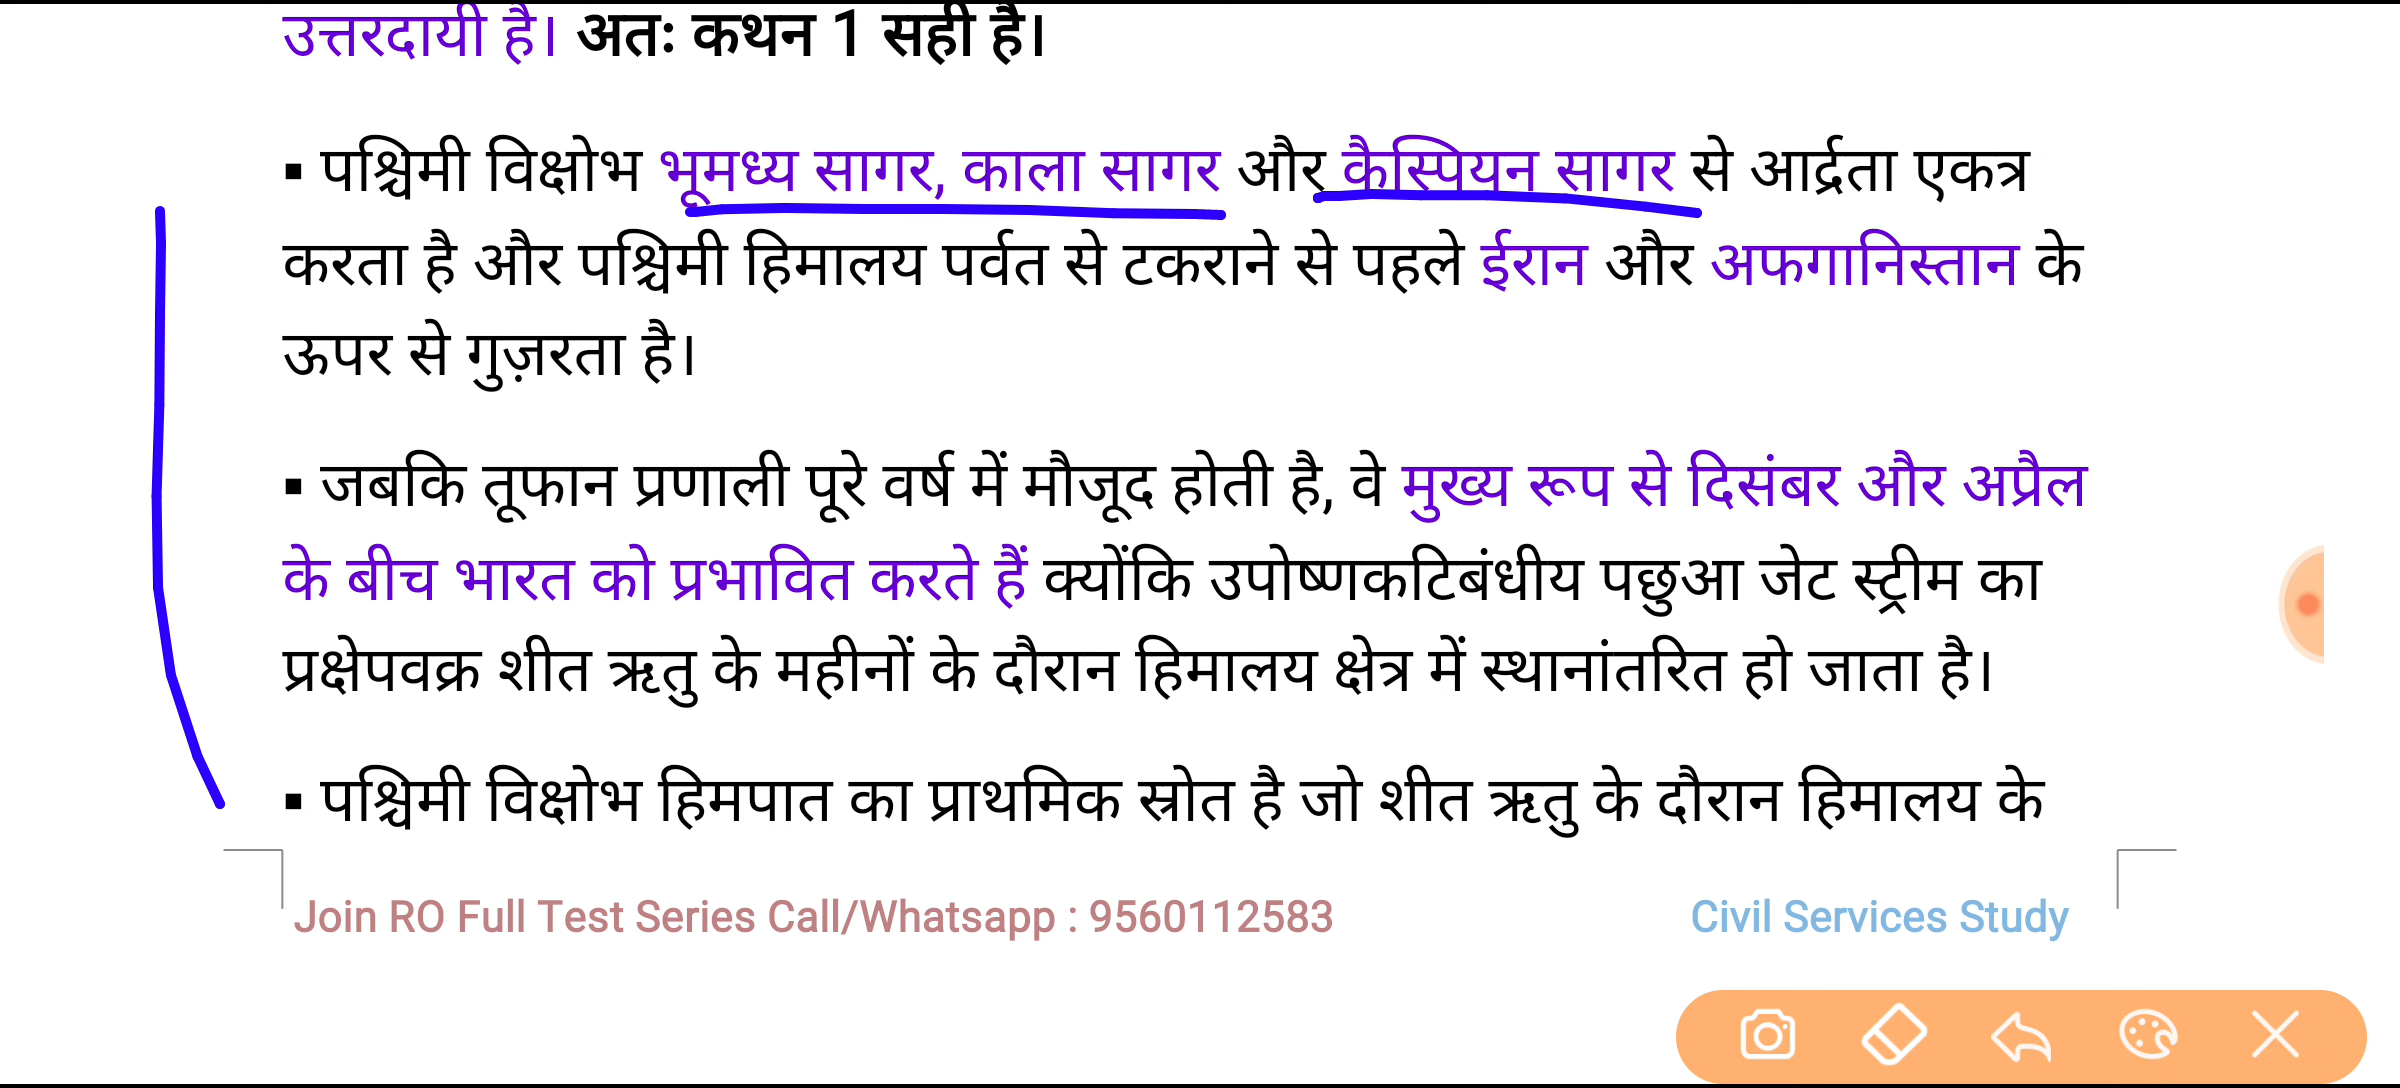 उत्तरदायी है। अतः कथन 1 सही है।
▪ पश्चिमी विक्षोभ भूमध्य सागर, काला सागर और कैस्पियन सागर से आर्द्रता एकत्र
करता है और पश्चिमी हिमालय पर्वत से टकराने से पहले ईरान और अफगानिस्तान के
ऊपर से गुज़रता है।
▪ जबकि तूफान प्रणाली पूरे वर्ष में मौजूद होती है, वे मुख्य रूप से दिसंबर और अप्रैल
के बीच भारत को प्रभावित करते हैं क्योंकि उपोष्णकटिबंधीय पछुआ जेट स्ट्रीम का
प्रक्षेपवक्र शीत ऋतु के महीनों के दौरान हिमालय क्षेत्र में स्थानांतरित हो जाता है।
▪ पश्चिमी विक्षोभ हिमपात का प्राथमिक स्रोत है जो शीत ऋतु के दौरान हिमालय के
Join RO Full Test Series Call/Whatsapp : 9560112583 Civil Services Study